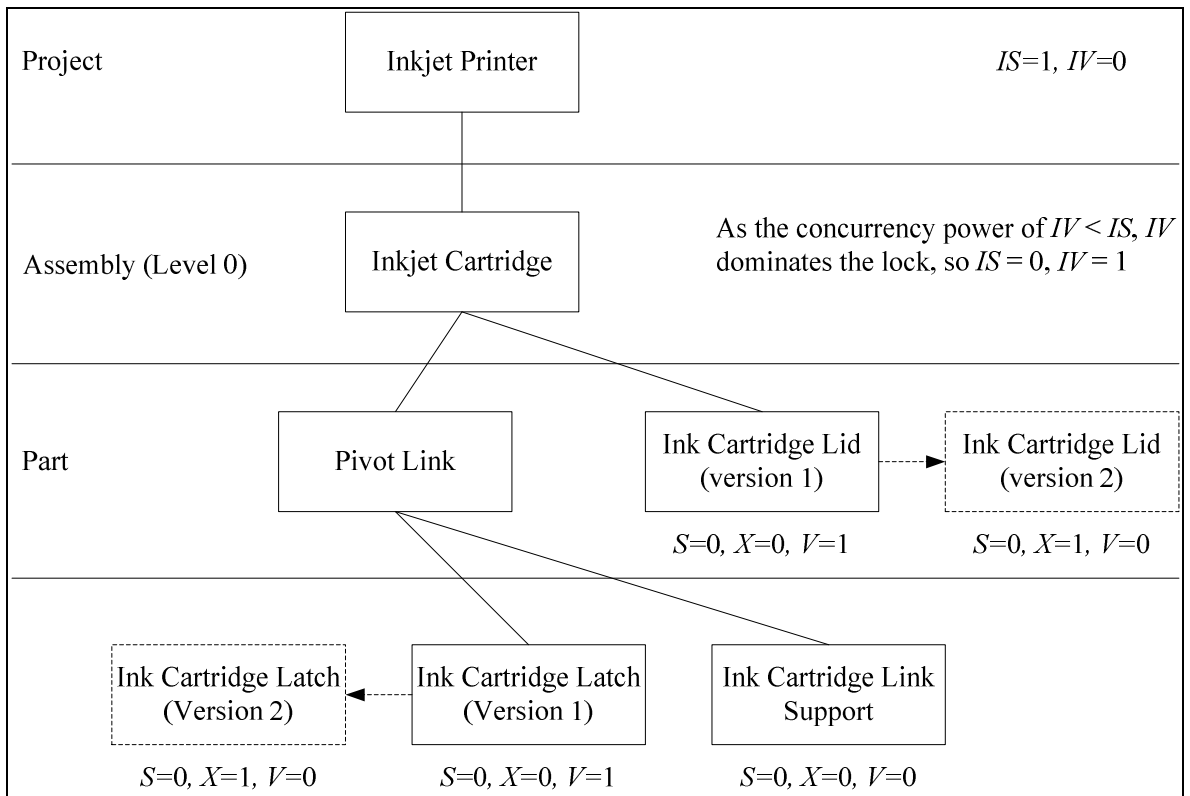 Project
Inkjet Printer
IS=1, IV=0
Assembly (Level 0)
Inkjet Cartridge
As the concurrency power of IV < IS, IV
dominates the lock, so IS = 0, IV = 1
Part
Pivot Link
Ink Cartridge Lid
(version 1)
Ink Cartridge Lid
(version 2)
S=0, X=0, V=1
S=0, X=1, V=0
Ink Cartridge Latch
(Version 2)
Ink Cartridge Latch
(Version 1)
Ink Cartridge Link
Support
S=0, X=1, V=0
S=0, X=0, V=1
S=0, X=0, V=0